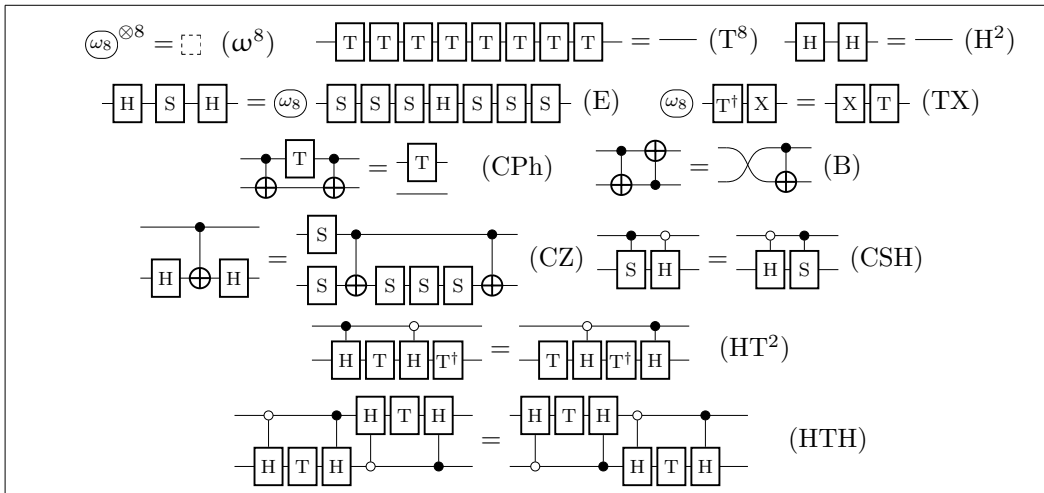 ω₈ ⊗8 = (ω⁸) T T T T T T T T = (T⁸) H H = (H²)
H S H = ω₈ S S S H S S S (E) ω₈ T† X = X T (TX)
T = T (CPh) = (B)
H H = S S S S S (CZ) S H = H S (CSH)
H T H T† = T H T† H (HT²)
H T H H T H = H T H H T H (HTH)